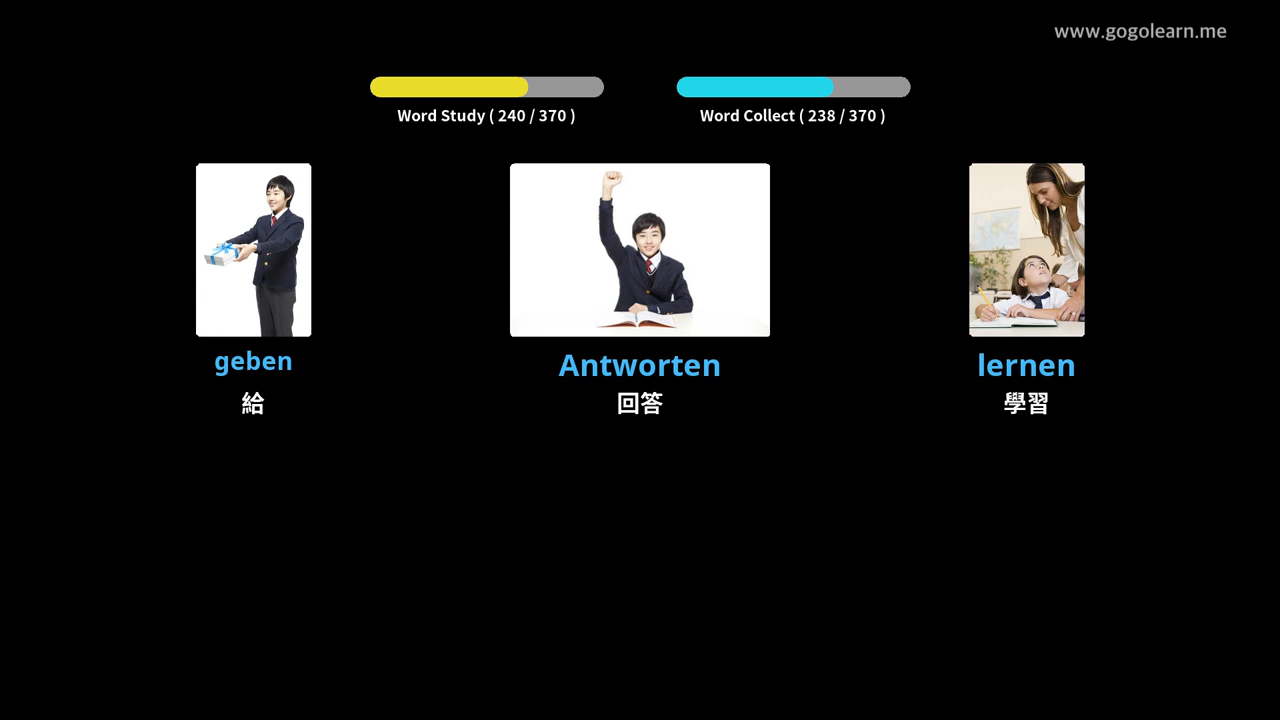 www.gogolearn.me
Word Study ( 240 / 370 )
Word Collect ( 238 / 370 )
geben
給
Antworten
回答
lernen
學習